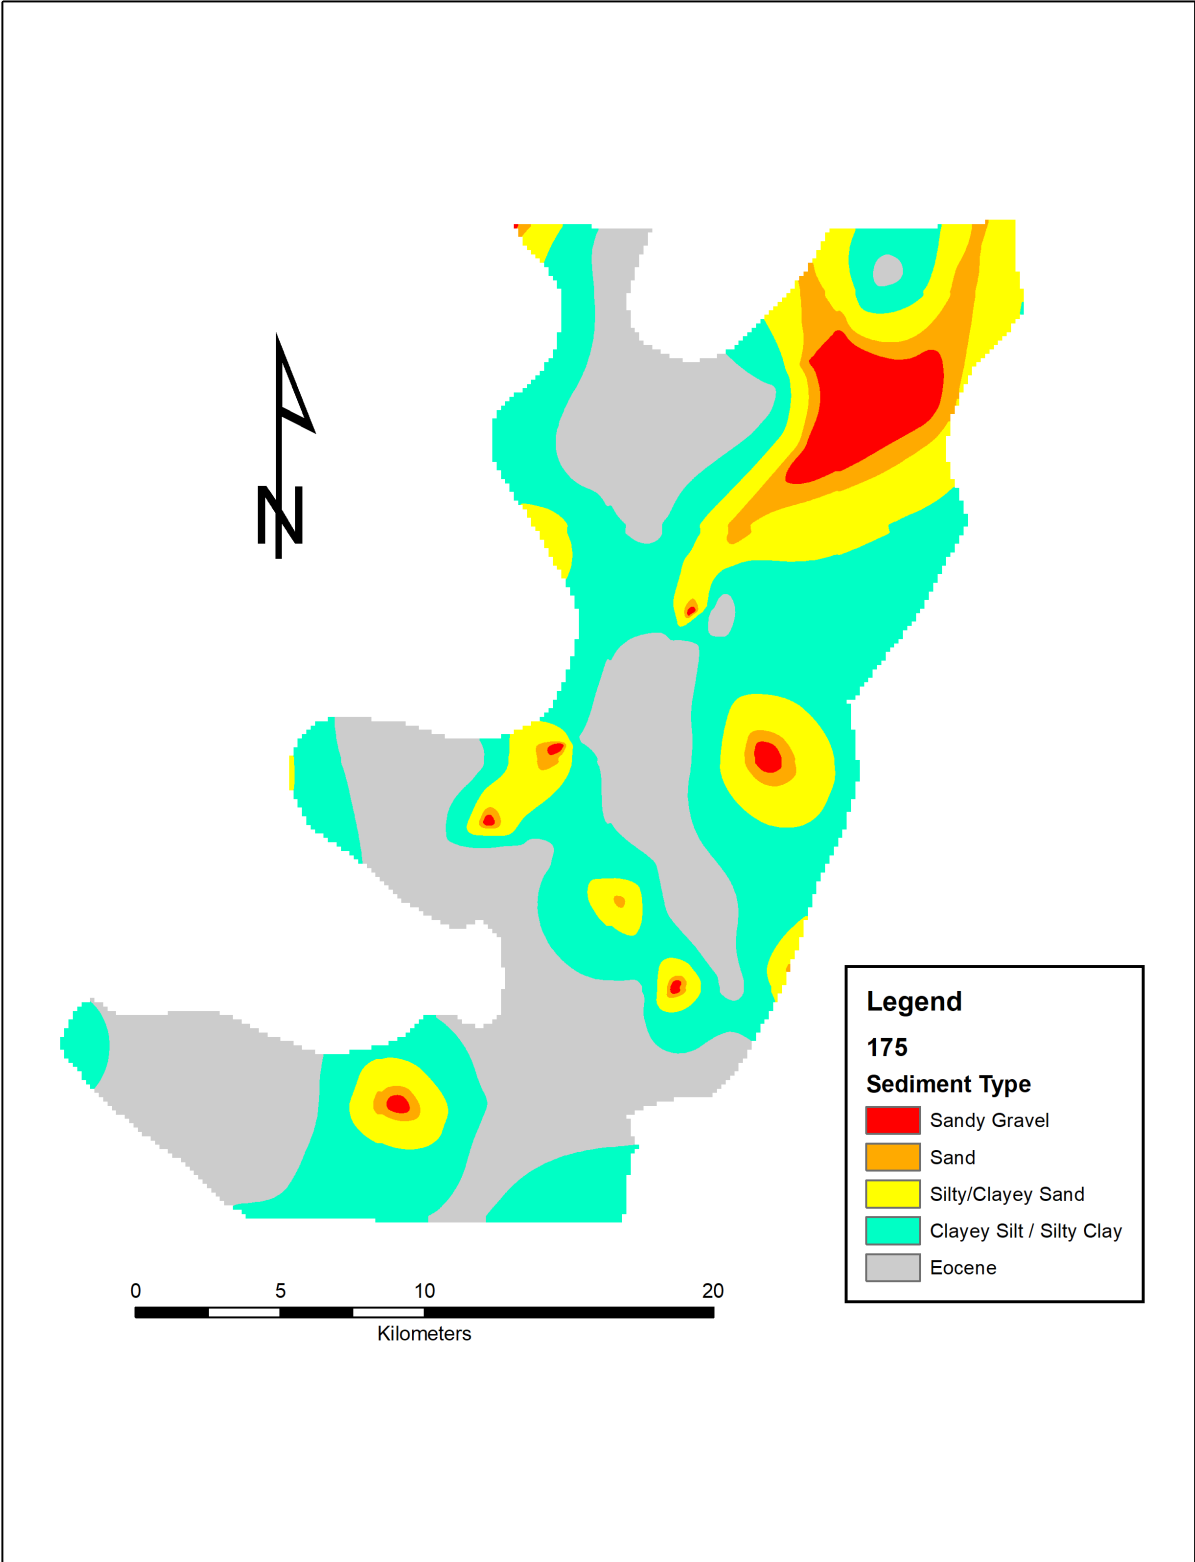 N
Legend
175
Sediment Type
Sandy Gravel
Sand
Silty/Clayey Sand
Clayey Silt / Silty Clay
Eocene
0 5 10 20
Kilometers